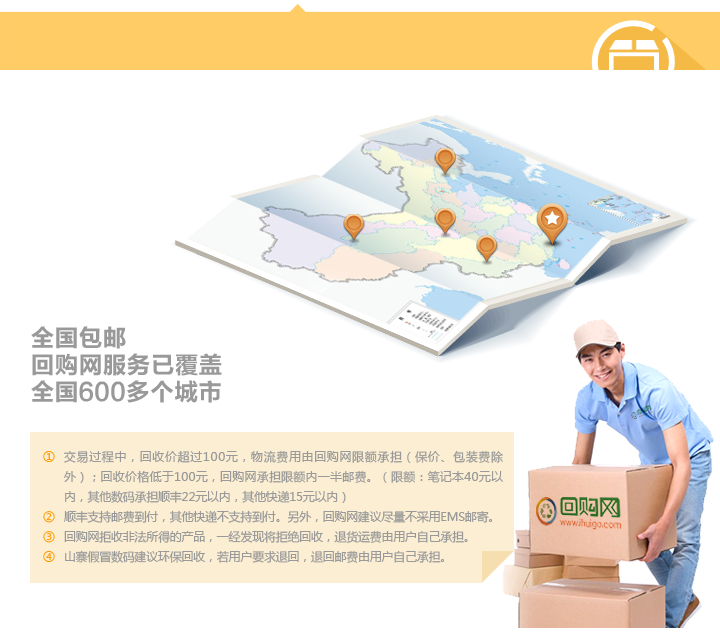 全国包邮
回购网服务已覆盖
全国600多个城市
① 交易过程中，回收价超过100元，物流费用由回购网限额承担（保价、包装费除
外）；回收价格低于100元，回购网承担限额内一半邮费。（限额：笔记本40元以
内，其他数码承担顺丰22元以内，其他快递15元以内）
② 顺丰支持邮费到付，其他快递不支持到付。另外，回购网建议尽量不采用EMS邮寄。
③ 回购网拒收非法所得的产品，一经发现将拒绝回收，退货运费由用户自己承担。
④ 山寨假冒数码建议环保回收，若用户要求退回，退回邮费由用户自己承担。
回购网
www.ihuigo.com